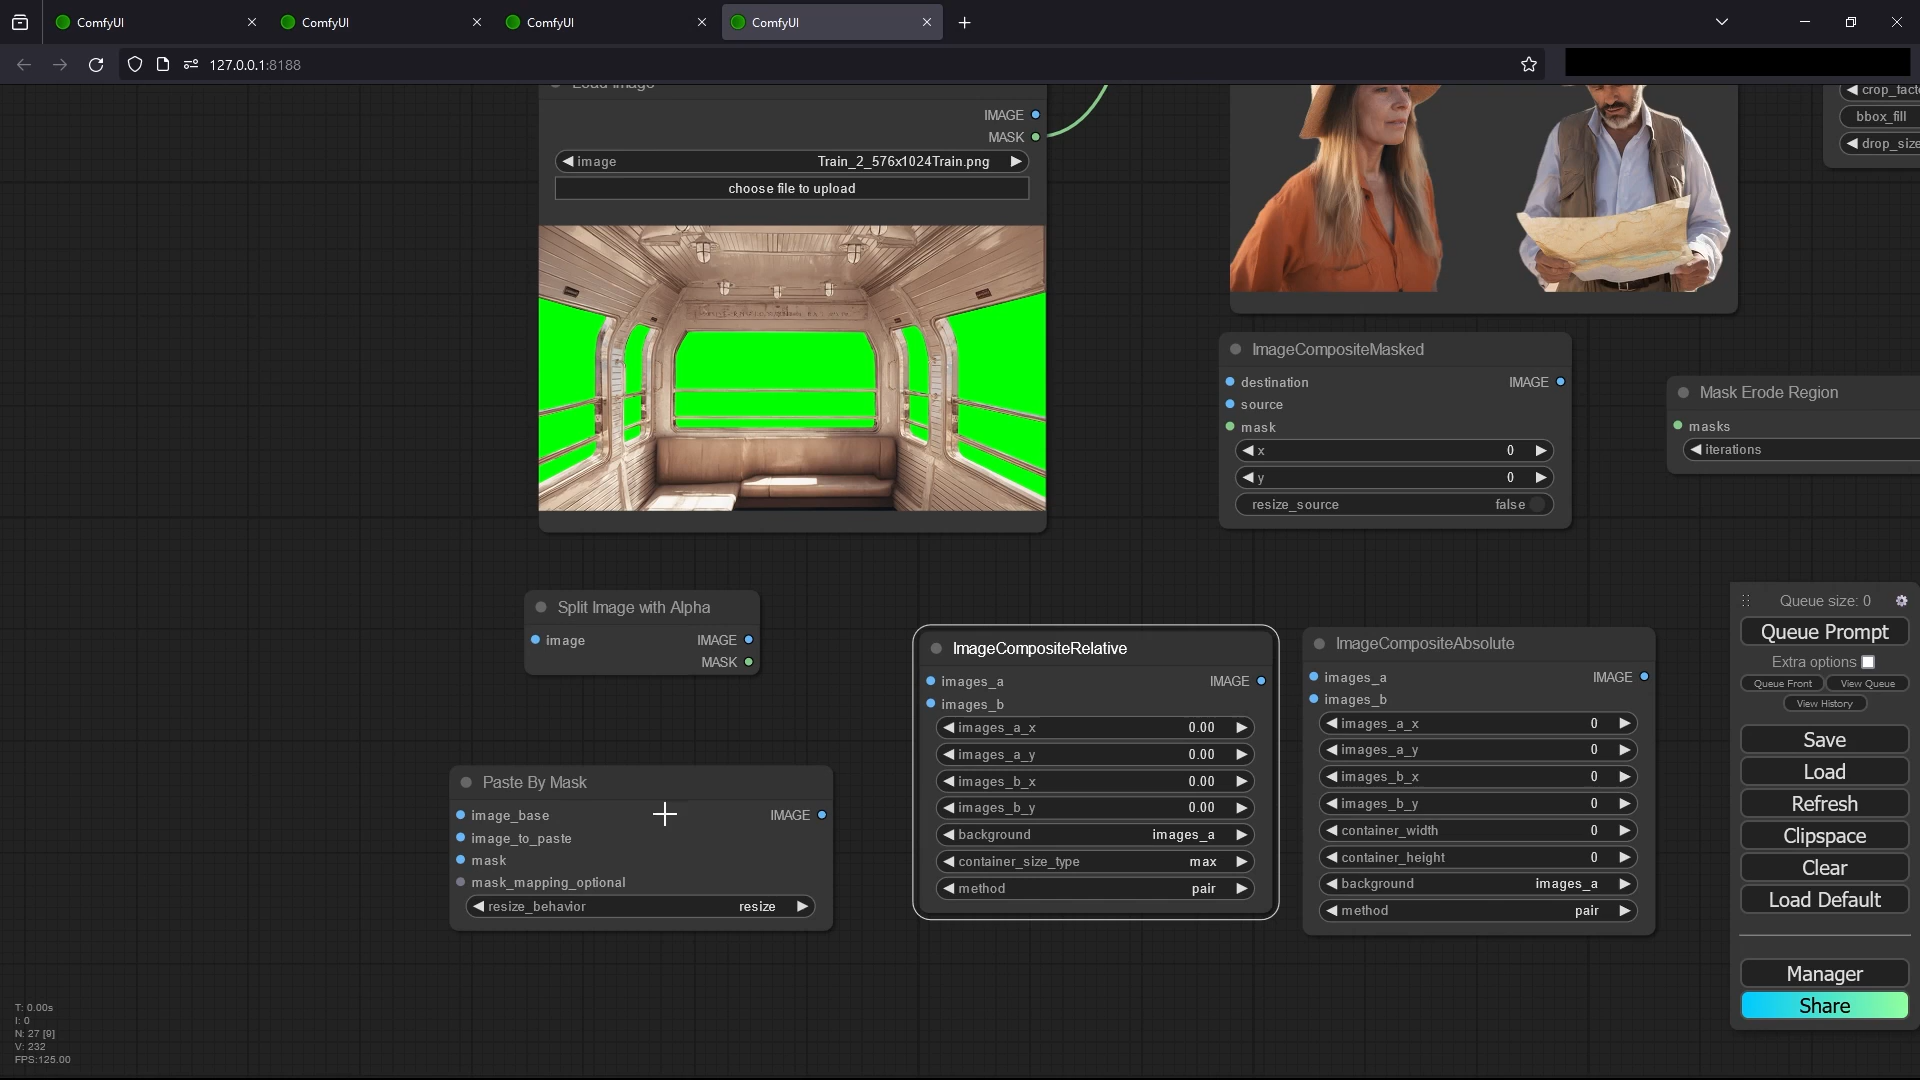 ComfyUI
ComfyUI
ComfyUI
ComfyUI
127.0.0.1:8188
Load Image
IMAGE
MASK
image Train_2_576x1024Train.png
choose file to upload
crop_fact
bbox_fill
drop_size
ImageCompositeMasked
destination IMAGE
source
mask
x 0
y 0
resize_source false
Mask Erode Region
masks
iterations
Split Image with Alpha
image IMAGE
MASK
Paste By Mask
image_base IMAGE
image_to_paste
mask
mask_mapping_optional
resize_behavior resize
ImageCompositeRelative
images_a IMAGE
images_b
images_a_x 0.00
images_a_y 0.00
images_b_x 0.00
images_b_y 0.00
background images_a
container_size_type max
method pair
ImageCompositeAbsolute
images_a IMAGE
images_b
images_a_x 0
images_a_y 0
images_b_x 0
images_b_y 0
container_width 0
container_height 0
background images_a
method pair
Queue size: 0
Queue Prompt
Extra options
Queue Front View Queue
View History
Save
Load
Refresh
Clipspace
Clear
Load Default
Manager
Share
T: 0.00s
I: 0
N: 27 [9]
V: 232
FPS:125.00